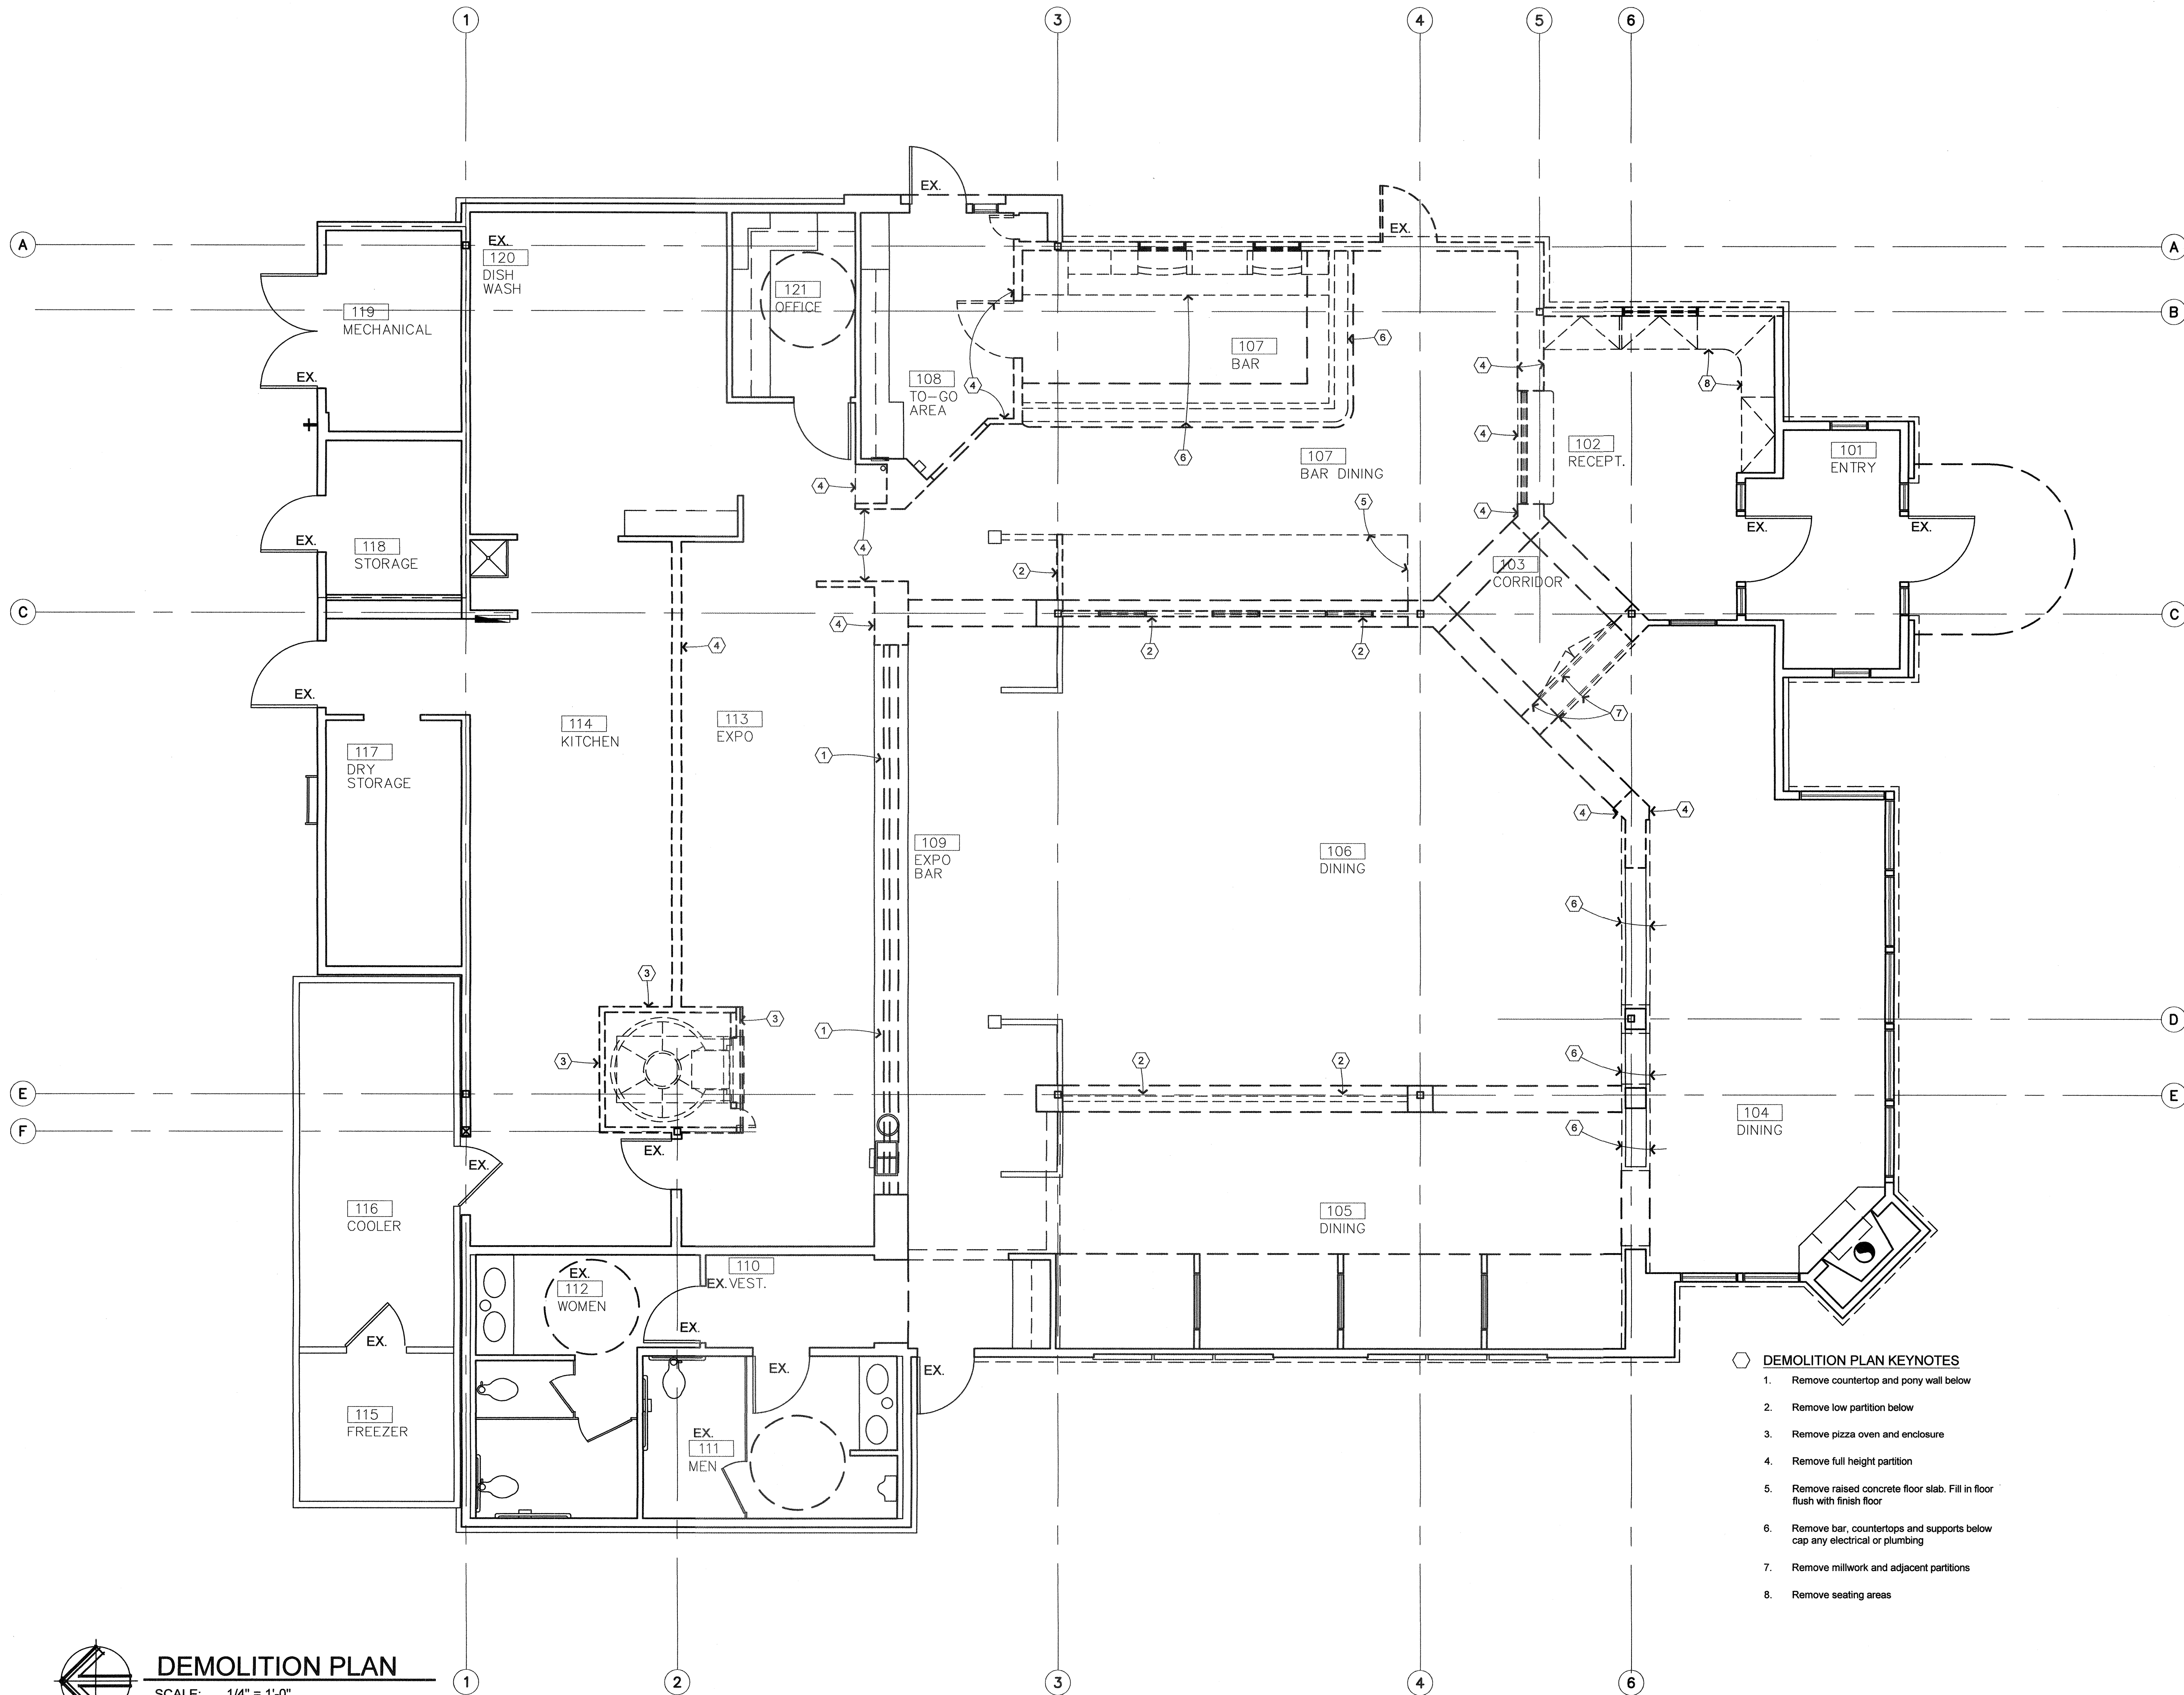 1
3
4
5
6
EX.
A
EX.
EX.
A
120
DISH
WASH
121
OFFICE
B
119
MECHANICAL
6
107
BAR
4
8
EX.
108
TO-GO
AREA
4
4
102
RECEPT.
101
ENTRY
107
BAR DINING
6
4
5
4
EX.
EX.
EX.
118
STORAGE
4
2
103
CORRIDOR
C
4
C
4
2
2
EX.
114
KITCHEN
113
EXPO
7
117
DRY
STORAGE
1
4
4
109
EXPO
BAR
106
DINING
6
3
3
1
D
3
2
2
6
E
E
F
104
DINING
6
EX.
EX.
116
COOLER
105
DINING
EX.
112
WOMEN
110
EX. VEST.
EX.
EX.
EX.
EX.
115
FREEZER
EX.
111
MEN
DEMOLITION PLAN KEYNOTES
1. Remove countertop and pony wall below
2. Remove low partition below
3. Remove pizza oven and enclosure
4. Remove full height partition
5. Remove raised concrete floor slab. Fill in floor
flush with finish floor
6. Remove bar, countertops and supports below
cap any electrical or plumbing
7. Remove millwork and adjacent partitions
8. Remove seating areas
DEMOLITION PLAN
SCALE: 1/4" = 1'-0"
1
2
3
4
6